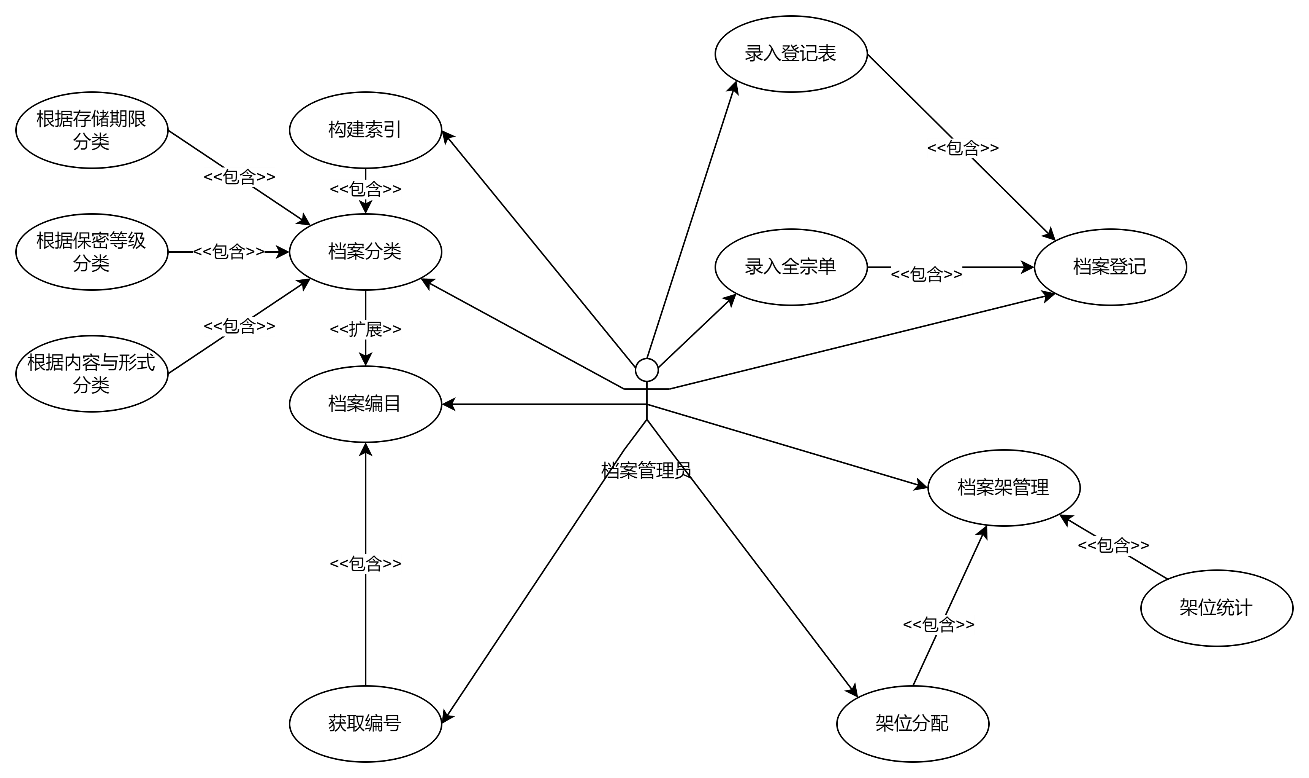 录入登记表
根据存储期限
分类
构建索引
<<包含>>
<<包含>>
<<包含>>
根据保密等级
分类
<<包含>>
档案分类
录入全宗单
<<包含>>
档案登记
<<包含>>
<<扩展>>
根据内容与形式
分类
档案编目
档案管理员
档案架管理
<<包含>>
<<包含>>
架位统计
<<包含>>
获取编号
架位分配